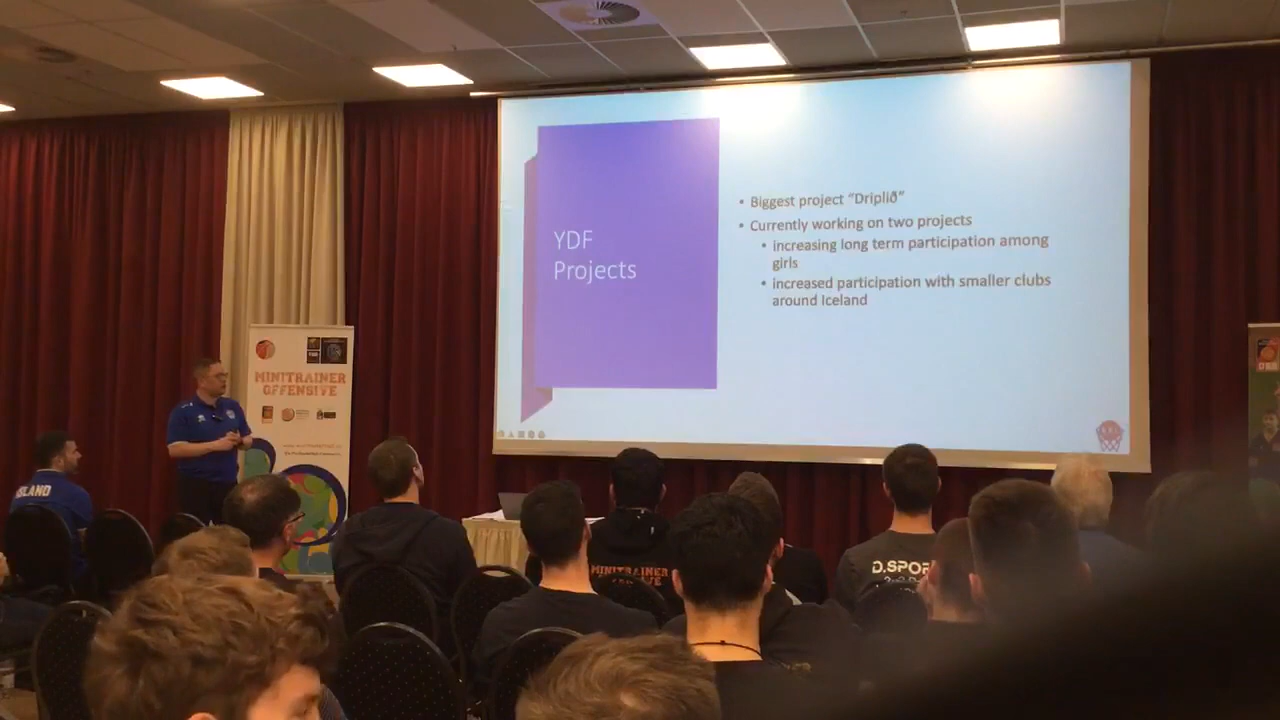 YDF
Projects
• Biggest project “Driplið”
• Currently working on two projects
• increasing long term participation among
girls
• increased participation with smaller clubs
around Iceland
MINITRAINER
OFFENSIVE
SLAND
MINITRAINER
D.SPOR